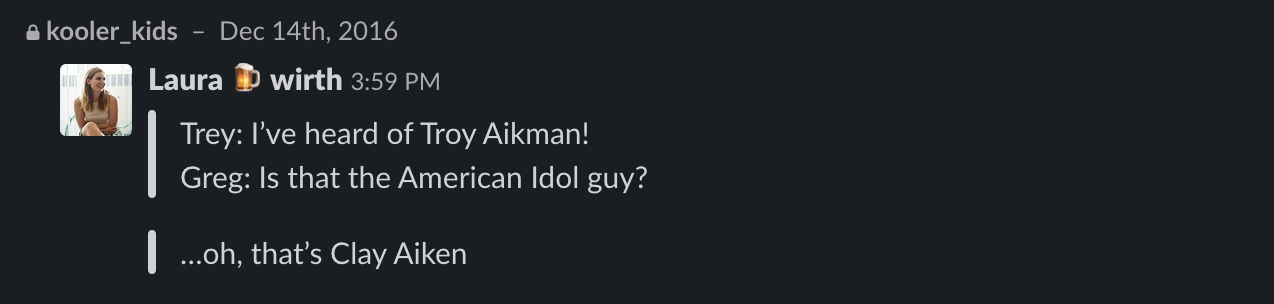 kooler_kids – Dec 14th, 2016
Laura 🍺 wirth 3:59 PM
Trey: I’ve heard of Troy Aikman!
Greg: Is that the American Idol guy?
…oh, that’s Clay Aiken